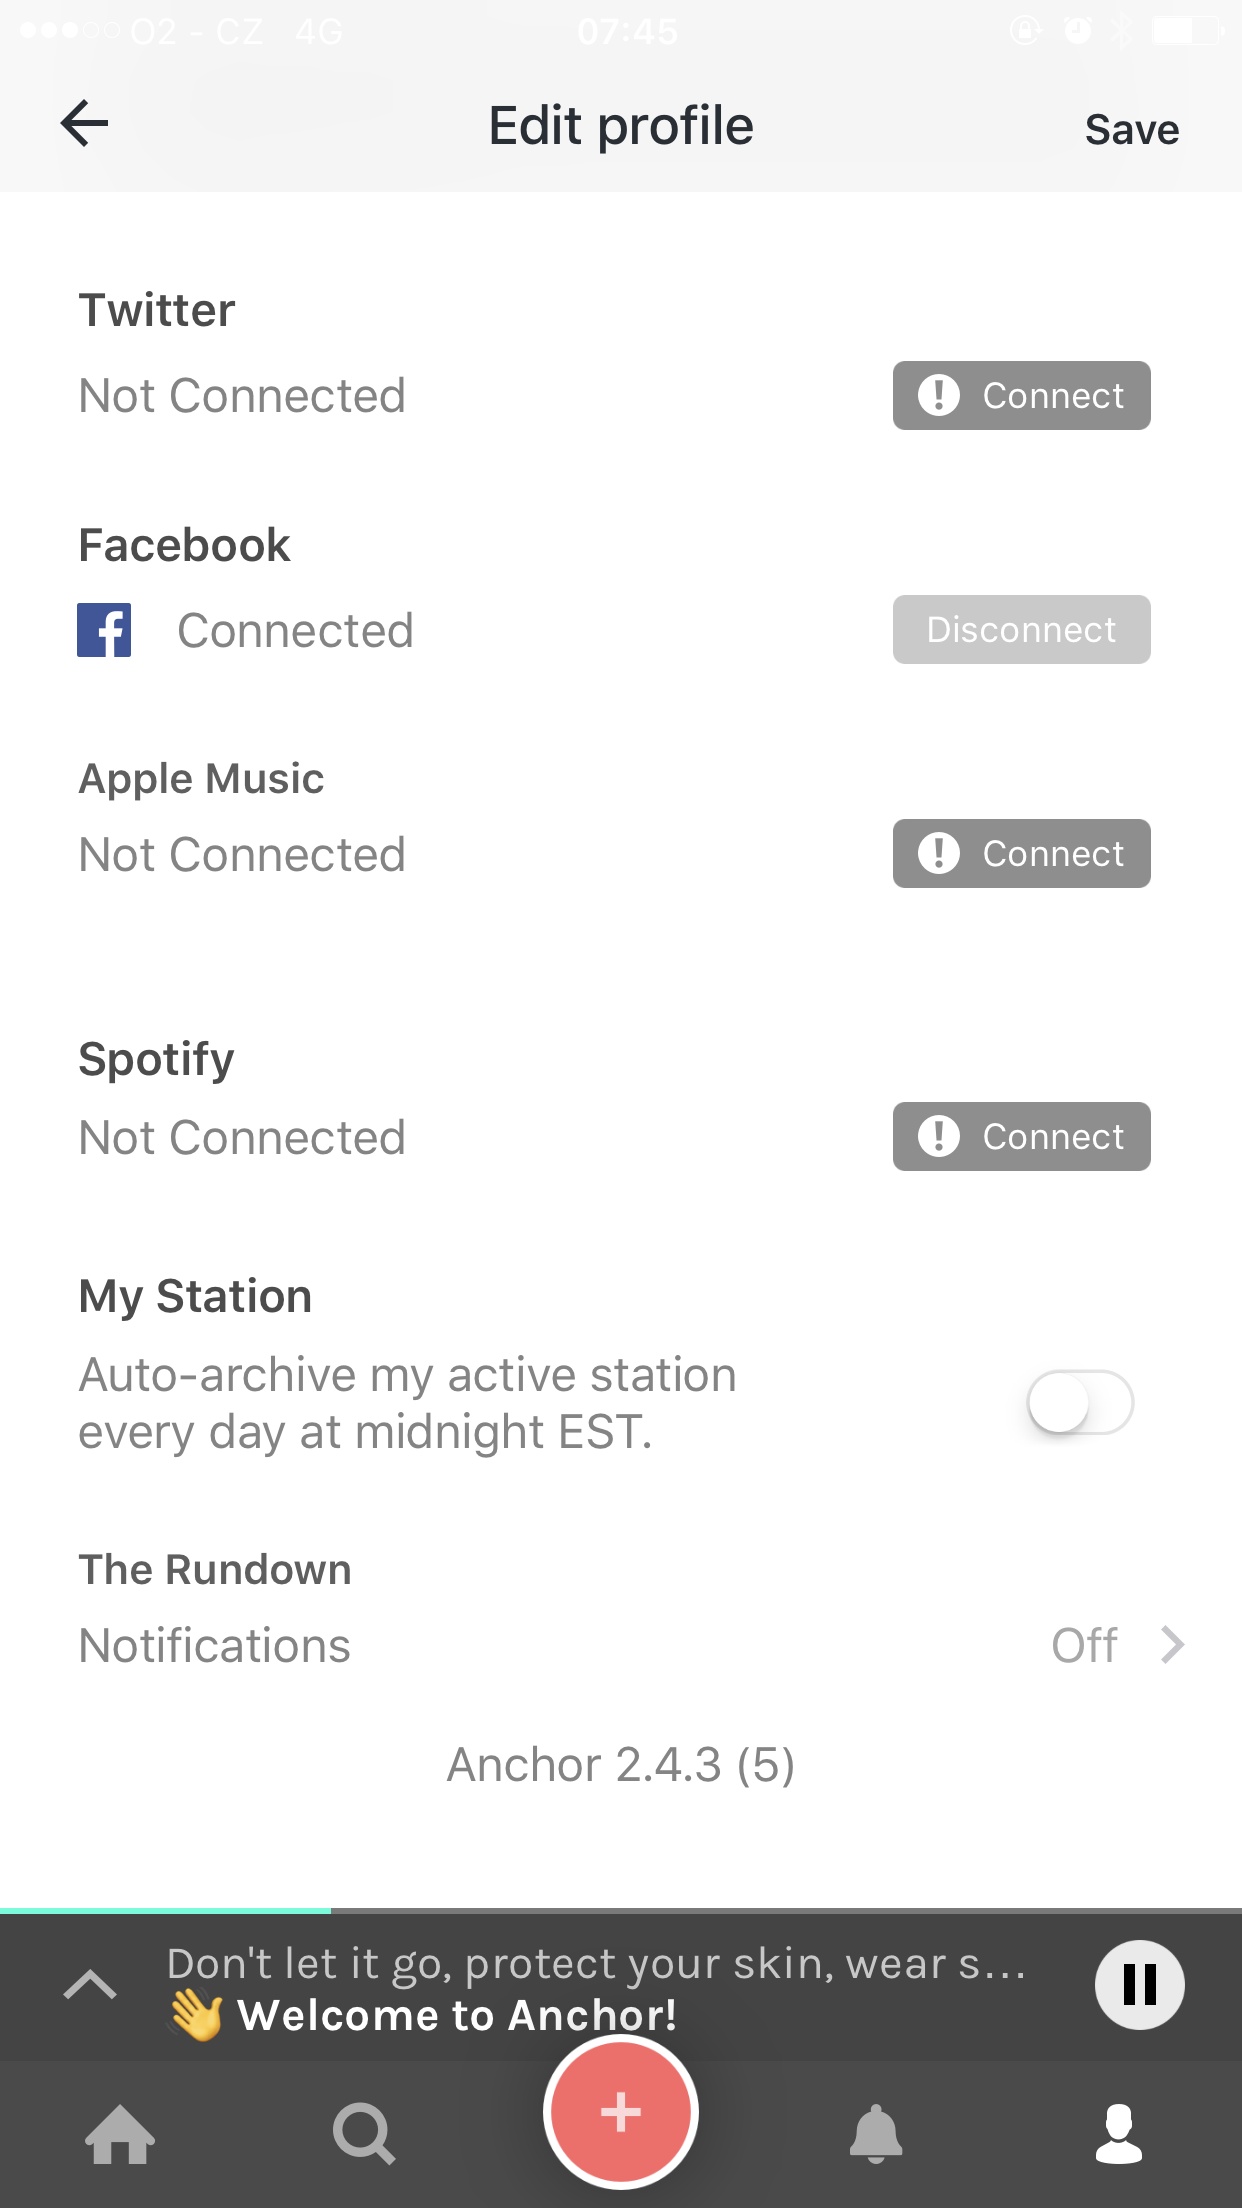 O2 - CZ 4G 07:45
Edit profile
Save
Twitter
Not Connected
Connect
Facebook
Connected
Disconnect
Apple Music
Not Connected
Connect
Spotify
Not Connected
Connect
My Station
Auto-archive my active station
every day at midnight EST.
The Rundown
Notifications
Off
Anchor 2.4.3 (5)
Don't let it go, protect your skin, wear s...
👋 Welcome to Anchor!